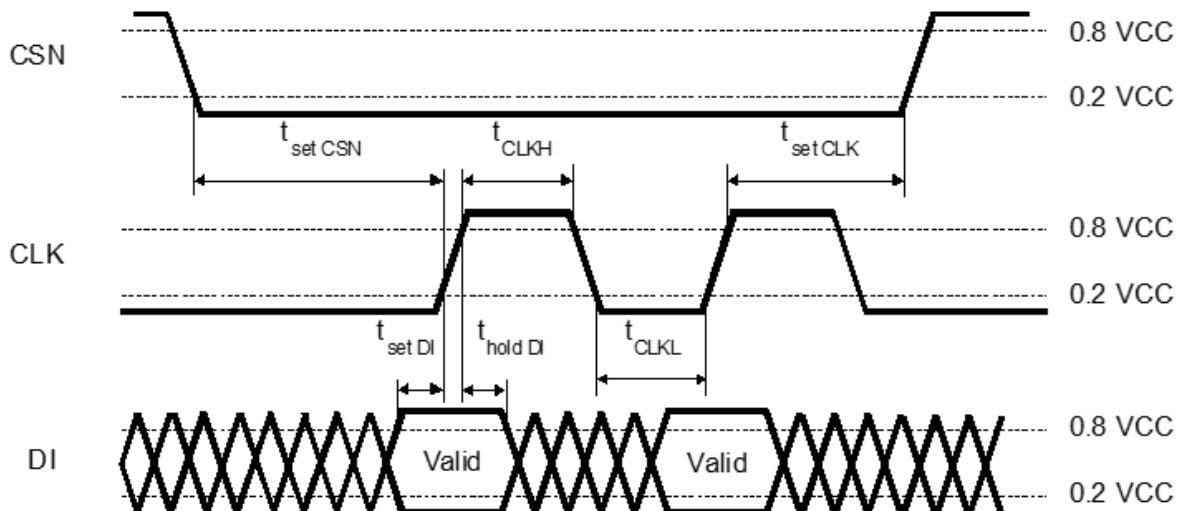 CSN
0.8 VCC
0.2 VCC
t set CSN
t CLKH
t set CLK
CLK
0.8 VCC
0.2 VCC
t set DI
t hold DI
t CLKL
DI
Valid
Valid
0.8 VCC
0.2 VCC